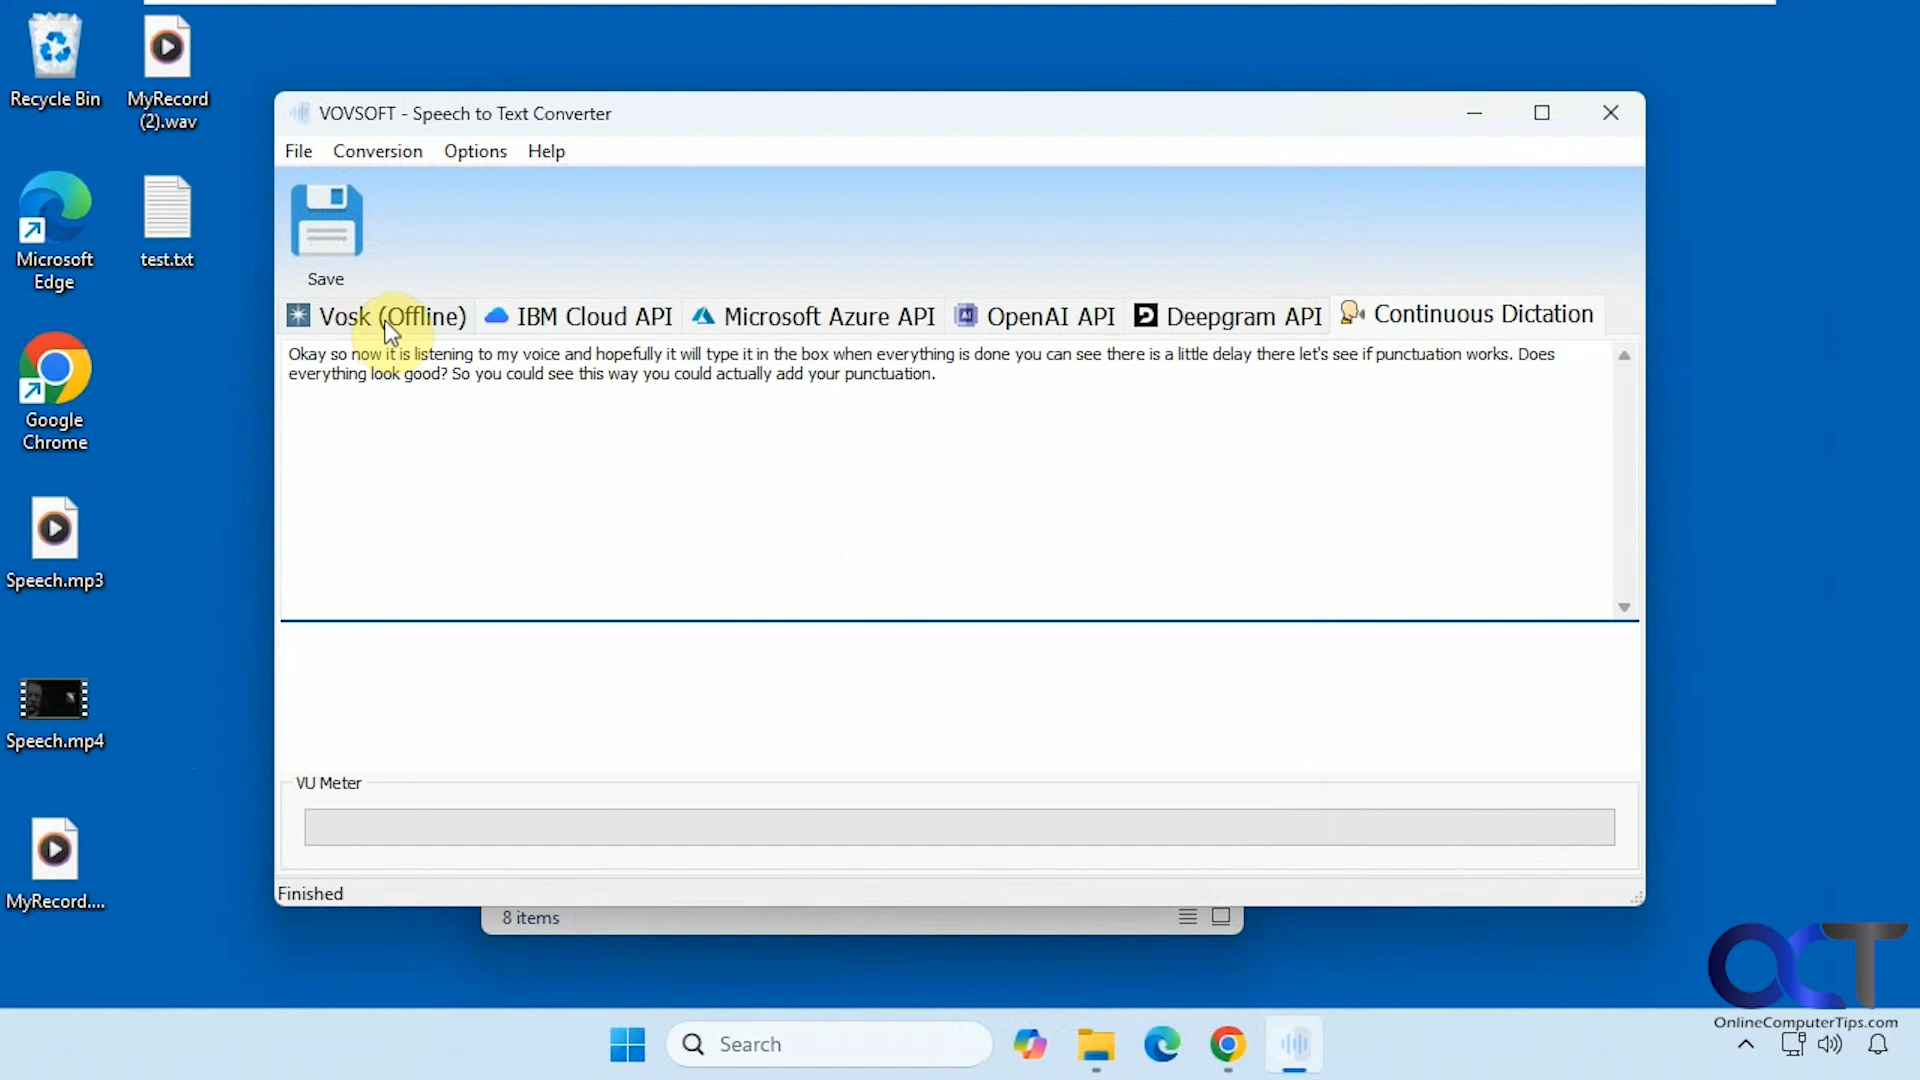 Recycle Bin
MyRecord
(2).wav
Microsoft
Edge
test.txt
Google
Chrome
Speech.mp3
Speech.mp4
MyRecord....
VOVSOFT - Speech to Text Converter
File Conversion Options Help
Save
Vosk (Offline) IBM Cloud API Microsoft Azure API OpenAI API Deepgram API Continuous Dictation
Okay so now it is listening to my voice and hopefully it will type it in the box when everything is done you can see there is a little delay there let's see if punctuation works. Does
everything look good? So you could see this way you could actually add your punctuation.
VU Meter
Finished
8 items
OCT
OnlineComputerTips.com
Search